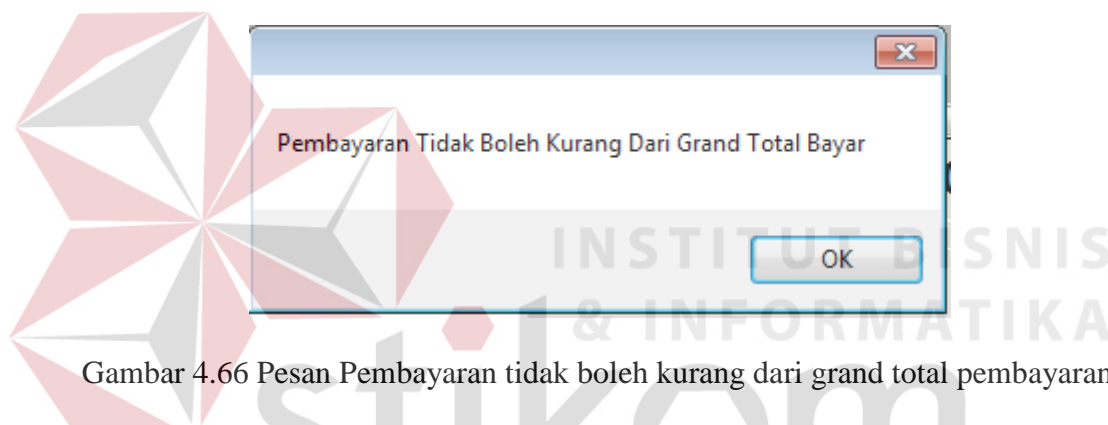 Pembayaran Tidak Boleh Kurang Dari Grand Total Bayar
OK
INSTITUT BISNIS
& INFORMATIKA
Gambar 4.66 Pesan Pembayaran tidak boleh kurang dari grand total pembayaran
stikom